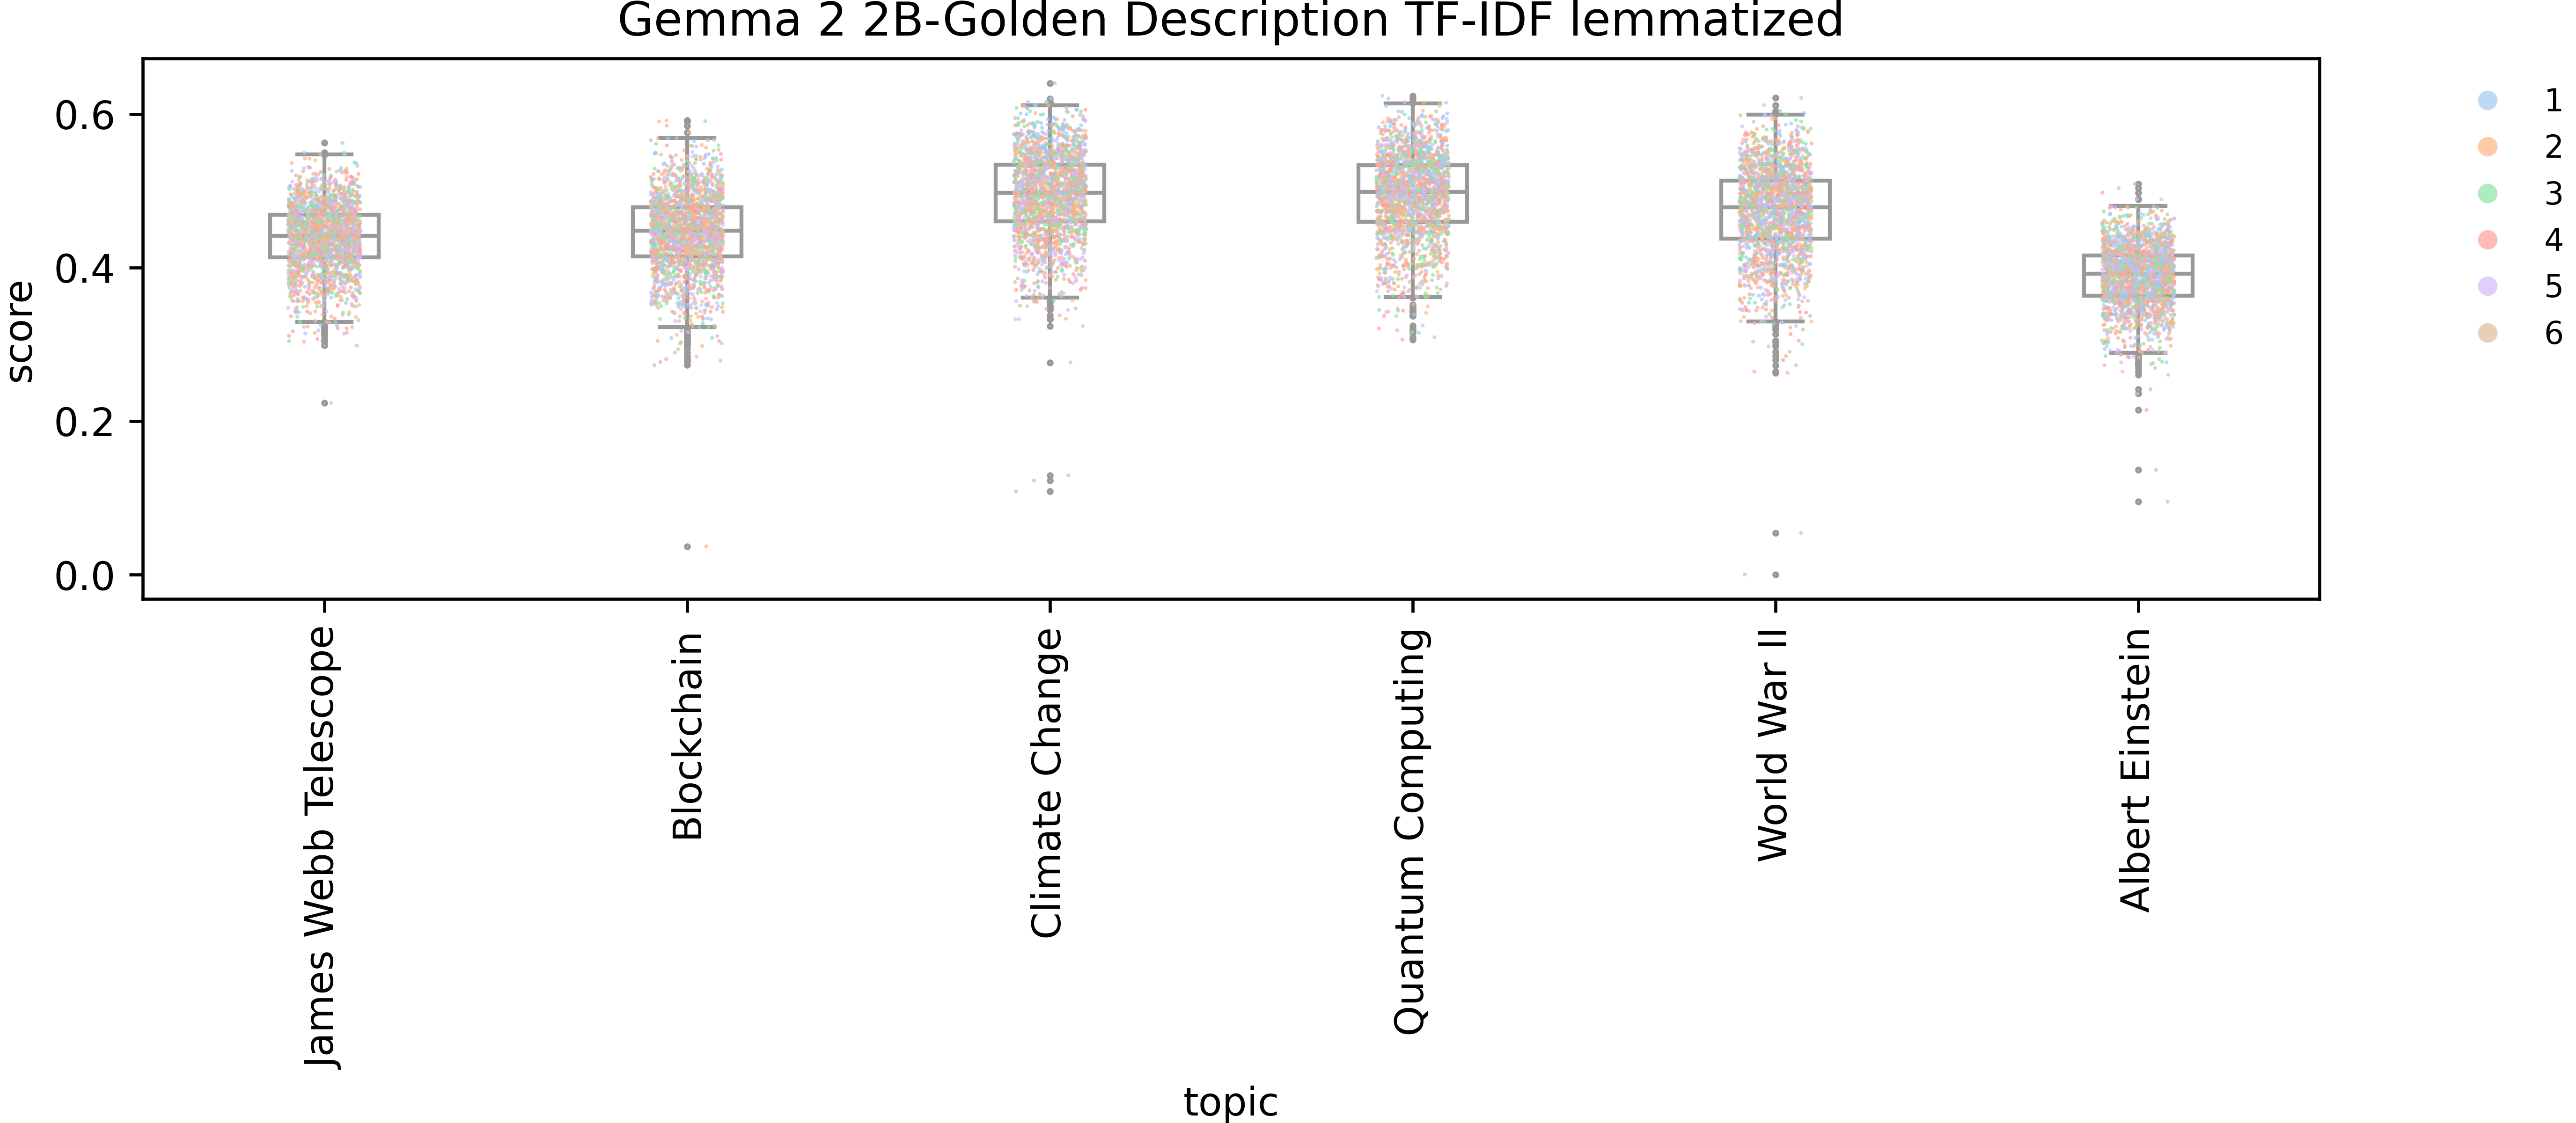 Gemma 2 2B-Golden Description TF-IDF lemmatized
score
0.6
0.4
0.2
0.0
1
2
3
4
5
6
James Webb Telescope
Blockchain
Climate Change
Quantum Computing
World War II
Albert Einstein
topic